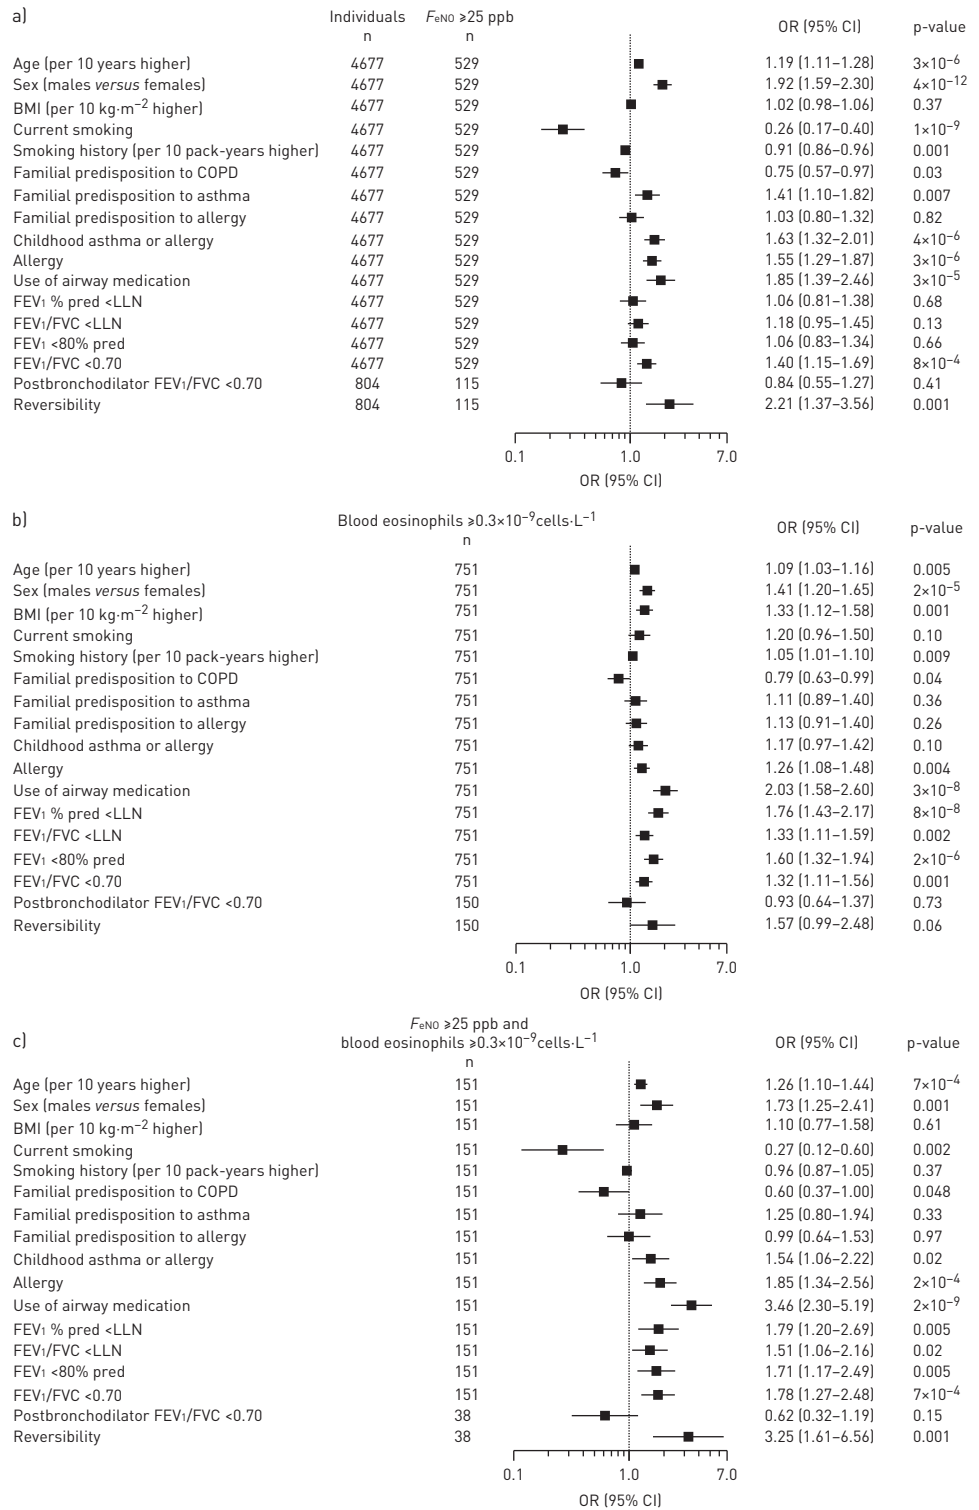 a)
Individuals FeNO ≥25 ppb
n n OR (95% CI) p-value
Age (per 10 years higher) 4677 529 1.19 (1.11–1.28) 3×10−6
Sex (males versus females) 4677 529 1.92 (1.59–2.30) 4×10−12
BMI (per 10 kg·m−2 higher) 4677 529 1.02 (0.98–1.06) 0.37
Current smoking 4677 529 0.26 (0.17–0.40) 1×10−9
Smoking history (per 10 pack-years higher) 4677 529 0.91 (0.86–0.96) 0.001
Familial predisposition to COPD 4677 529 0.75 (0.57–0.97) 0.03
Familial predisposition to asthma 4677 529 1.41 (1.10–1.82) 0.007
Familial predisposition to allergy 4677 529 1.03 (0.80–1.32) 0.82
Childhood asthma or allergy 4677 529 1.63 (1.32–2.01) 4×10−6
Allergy 4677 529 1.55 (1.29–1.87) 3×10−6
Use of airway medication 4677 529 1.85 (1.39–2.46) 3×10−5
FEV1 % pred <LLN 4677 529 1.06 (0.81–1.38) 0.68
FEV1/FVC <LLN 4677 529 1.18 (0.95–1.45) 0.13
FEV1 <80% pred 4677 529 1.06 (0.83–1.34) 0.66
FEV1/FVC <0.70 4677 529 1.40 (1.15–1.69) 8×10−4
Postbronchodilator FEV1/FVC <0.70 804 115 0.84 (0.55–1.27) 0.41
Reversibility 804 115 2.21 (1.37–3.56) 0.001
0.1 1.0 7.0
OR (95% CI)
b)
Blood eosinophils ≥0.3×10−9cells·L−1
n OR (95% CI) p-value
Age (per 10 years higher) 751 1.09 (1.03–1.16) 0.005
Sex (males versus females) 751 1.41 (1.20–1.65) 2×10−5
BMI (per 10 kg·m−2 higher) 751 1.33 (1.12–1.58) 0.001
Current smoking 751 1.20 (0.96–1.50) 0.10
Smoking history (per 10 pack-years higher) 751 1.05 (1.01–1.10) 0.009
Familial predisposition to COPD 751 0.79 (0.63–0.99) 0.04
Familial predisposition to asthma 751 1.11 (0.89–1.40) 0.36
Familial predisposition to allergy 751 1.13 (0.91–1.40) 0.26
Childhood asthma or allergy 751 1.17 (0.97–1.42) 0.10
Allergy 751 1.26 (1.08–1.48) 0.004
Use of airway medication 751 2.03 (1.58–2.60) 3×10−8
FEV1 % pred <LLN 751 1.76 (1.43–2.17) 8×10−8
FEV1/FVC <LLN 751 1.33 (1.11–1.59) 0.002
FEV1 <80% pred 751 1.60 (1.32–1.94) 2×10−6
FEV1/FVC <0.70 751 1.32 (1.11–1.56) 0.001
Postbronchodilator FEV1/FVC <0.70 150 0.93 (0.64–1.37) 0.73
Reversibility 150 1.57 (0.99–2.48) 0.06
0.1 1.0 7.0
OR (95% CI)
c)
FeNO ≥25 ppb and
blood eosinophils ≥0.3×10−9cells·L−1
n OR (95% CI) p-value
Age (per 10 years higher) 151 1.26 (1.10–1.44) 7×10−4
Sex (males versus females) 151 1.73 (1.25–2.41) 0.001
BMI (per 10 kg·m−2 higher) 151 1.10 (0.77–1.58) 0.61
Current smoking 151 0.27 (0.12–0.60) 0.002
Smoking history (per 10 pack-years higher) 151 0.96 (0.87–1.05) 0.37
Familial predisposition to COPD 151 0.60 (0.37–1.00) 0.048
Familial predisposition to asthma 151 1.25 (0.80–1.94) 0.33
Familial predisposition to allergy 151 0.99 (0.64–1.53) 0.97
Childhood asthma or allergy 151 1.54 (1.06–2.22) 0.02
Allergy 151 1.85 (1.34–2.56) 2×10−4
Use of airway medication 151 3.46 (2.30–5.19) 2×10−9
FEV1 % pred <LLN 151 1.79 (1.20–2.69) 0.005
FEV1/FVC <LLN 151 1.51 (1.06–2.16) 0.02
FEV1 <80% pred 151 1.71 (1.17–2.49) 0.005
FEV1/FVC <0.70 151 1.78 (1.27–2.48) 7×10−4
Postbronchodilator FEV1/FVC <0.70 38 0.62 (0.32–1.19) 0.15
Reversibility 38 3.25 (1.61–6.56) 0.001
0.1 1.0 7.0
OR (95% CI)